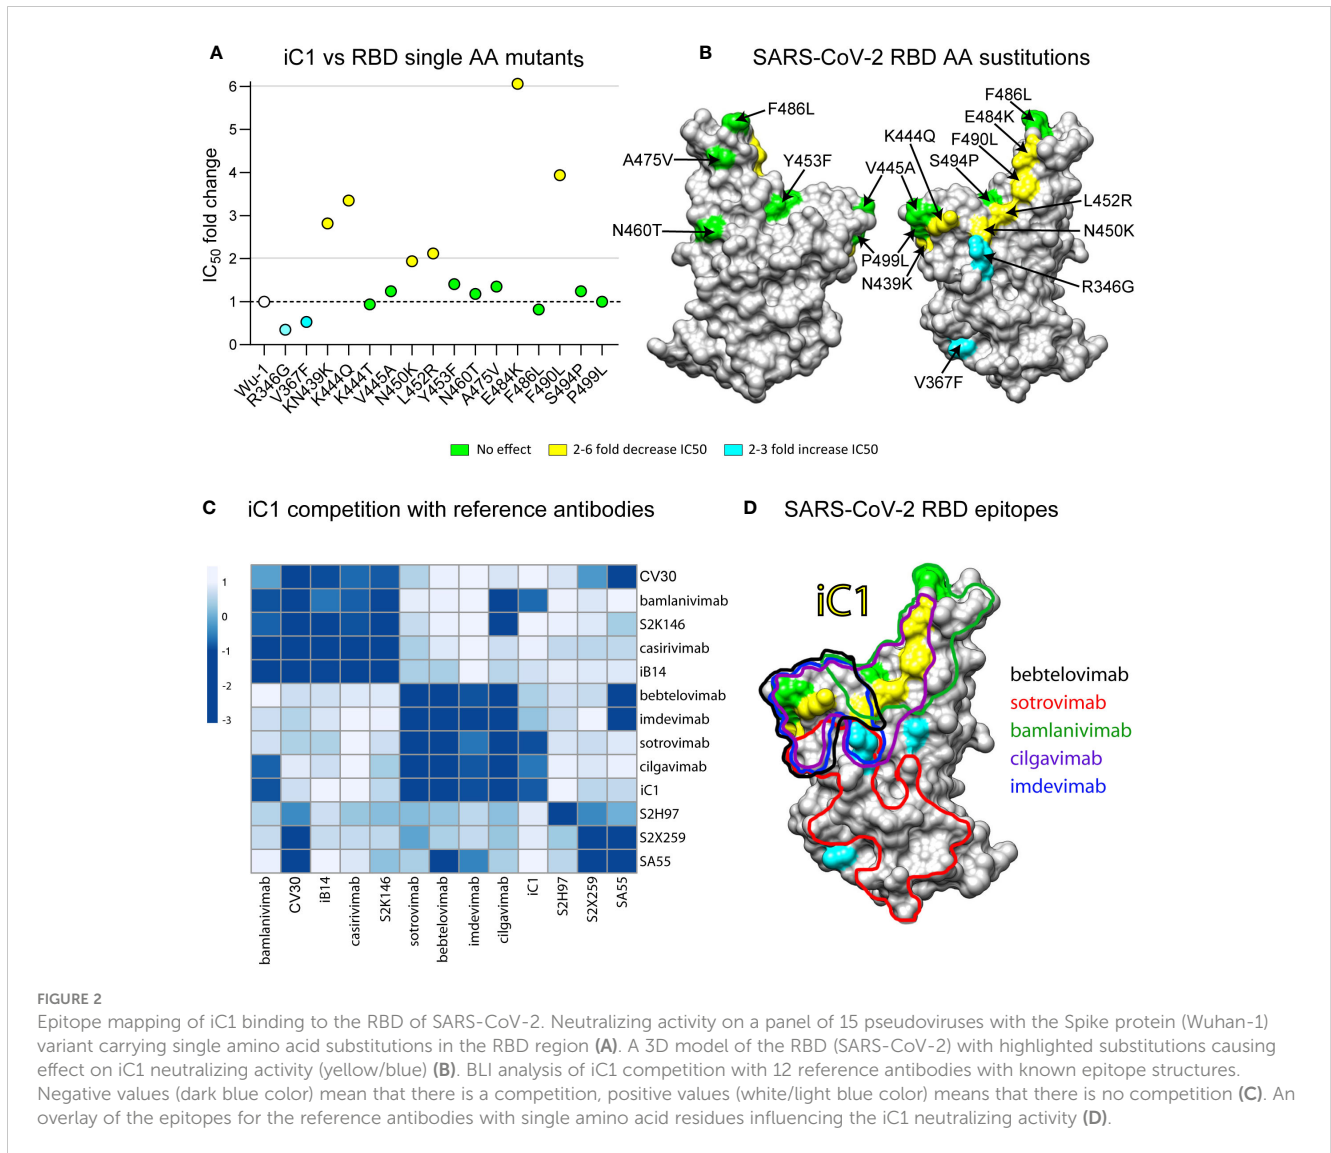 A iC1 vs RBD single AA mutants
6
5
4
3
2
1
0
IC50 fold change
Wu-1
R346G
V367F
KN439K
K444Q
K444T
V445A
N450K
L452R
Y453F
N460T
A475V
E484K
F486L
F490L
S494P
P499L
B SARS-CoV-2 RBD AA sustitutions
F486L
A475V
Y453F
N460T
V445A
K444Q
P499L
N439K
F486L
E484K
F490L
S494P
L452R
N450K
R346G
V367F
No effect 2-6 fold decrease IC50 2-3 fold increase IC50
C iC1 competition with reference antibodies
1
0
-1
-2
-3
CV30
bamlanivimab
S2K146
casirivimab
iB14
bebtelovimab
imdevimab
sotrovimab
cilgavimab
iC1
S2H97
S2X259
SA55
bamlanivimab
CV30
iB14
casirivimab
S2K146
sotrovimab
bebtelovimab
imdevimab
cilgavimab
iC1
S2H97
S2X259
SA55
D SARS-CoV-2 RBD epitopes
iC1
bebtelovimab
sotrovimab
bamlanivimab
cilgavimab
imdevimab
FIGURE 2
Epitope mapping of iC1 binding to the RBD of SARS-CoV-2. Neutralizing activity on a panel of 15 pseudoviruses with the Spike protein (Wuhan-1)
variant carrying single amino acid substitutions in the RBD region (A). A 3D model of the RBD (SARS-CoV-2) with highlighted substitutions causing
effect on iC1 neutralizing activity (yellow/blue) (B). BLI analysis of iC1 competition with 12 reference antibodies with known epitope structures.
Negative values (dark blue color) mean that there is a competition, positive values (white/light blue color) means that there is no competition (C). An
overlay of the epitopes for the reference antibodies with single amino acid residues influencing the iC1 neutralizing activity (D).